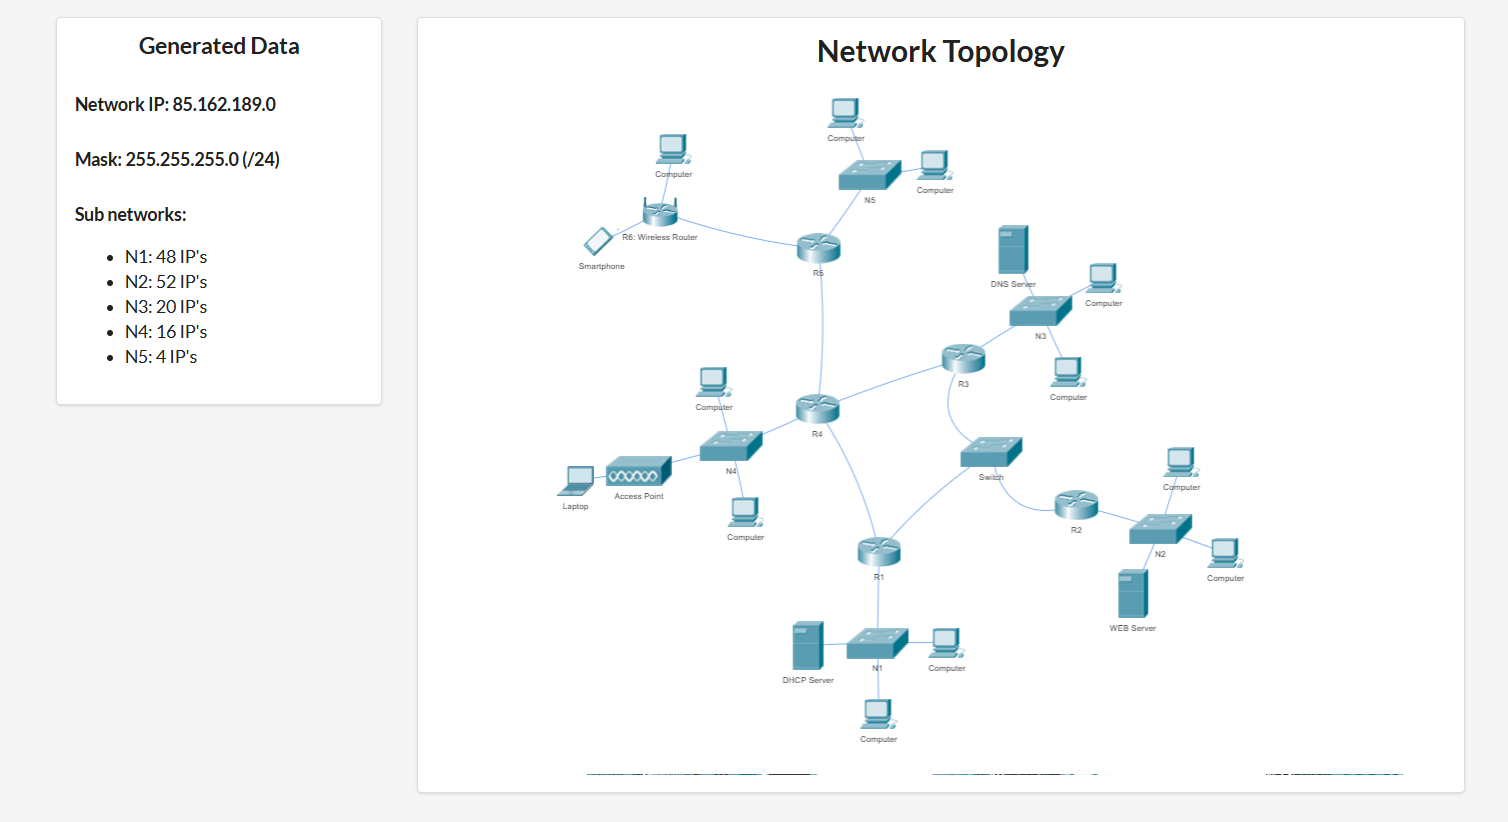 Generated Data
Network IP: 85.162.189.0
Mask: 255.255.255.0 (/24)
Sub networks:
N1: 48 IP's
N2: 52 IP's
N3: 20 IP's
N4: 16 IP's
N5: 4 IP's
Network Topology
Computer
Computer
Computer
Computer
N5
R6: Wireless Router
Smartphone
R5
DNS Server
Computer
N3
R3
Computer
Computer
R4
N4
Switch
Access Point
Laptop
Computer
Computer
R2
N2
Computer
R1
WEB Server
N1
Computer
DHCP Server
Computer